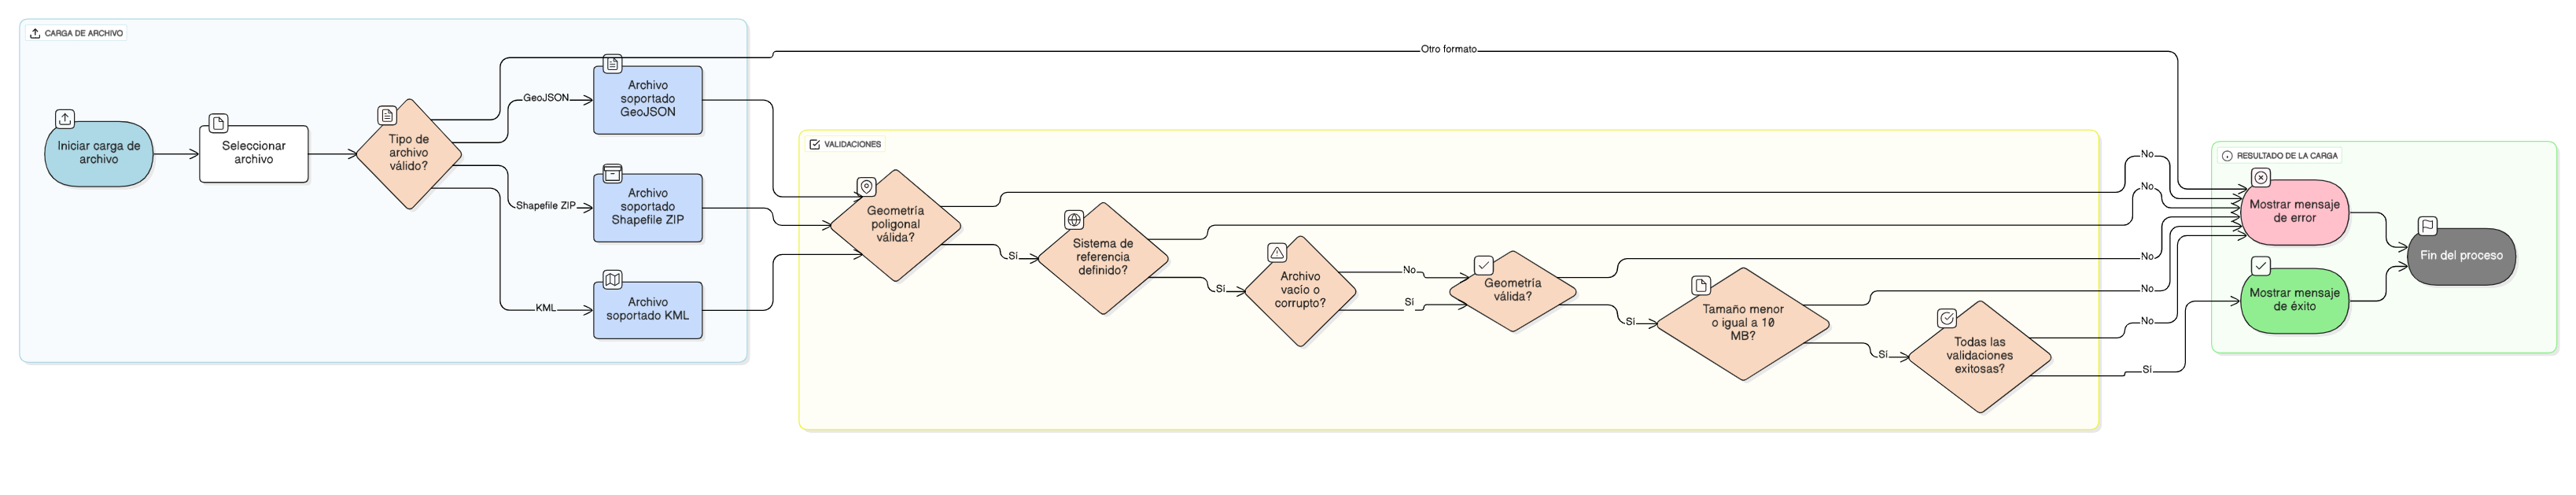 CARGA DE ARCHIVO
Iniciar carga de
archivo
Seleccionar
archivo
Tipo de
archivo
válido?
Otro formato
GeoJSON
Shapefile ZIP
KML
Archivo
soportado
GeoJSON
Archivo
soportado
Shapefile ZIP
Archivo
soportado KML
VALIDACIONES
Geometría
poligonal
válida?
No
Sí
Sistema de
referencia
definido?
No
Sí
Archivo
vacío o
corrupto?
No
Sí
Geometría
válida?
No
Sí
Tamaño menor
o igual a 10
MB?
No
Sí
Todas las
validaciones
exitosas?
No
Sí
RESULTADO DE LA CARGA
Mostrar mensaje
de error
Mostrar mensaje
de éxito
Fin del proceso